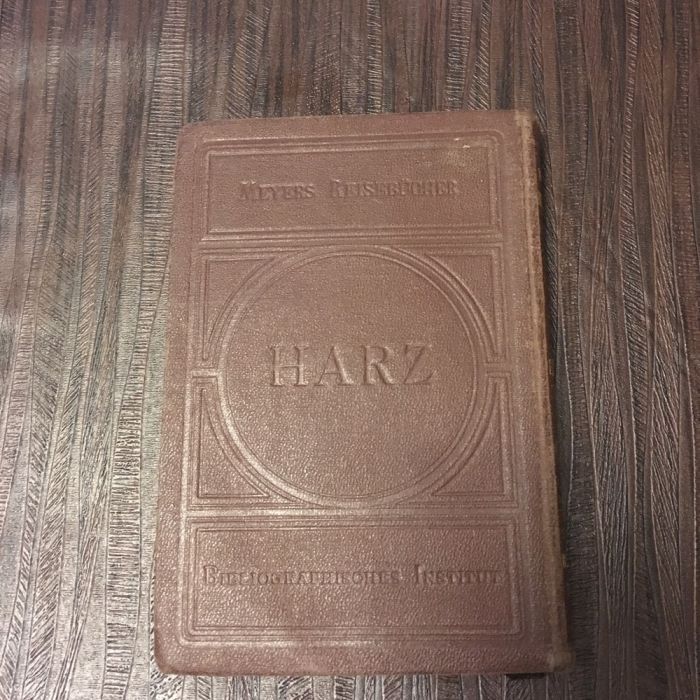 MEYERS REISEBÜCHER
HARZ
BIBLIOGRAPHISCHES INSTITUT